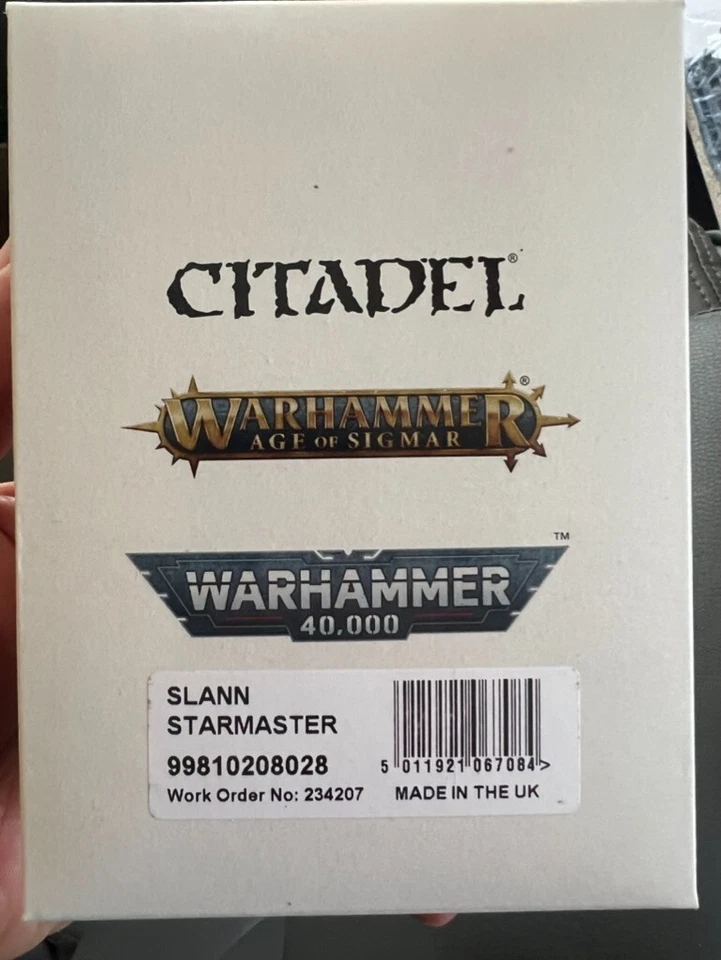 CITADEL®
WARHAMMER®
AGE OF SIGMAR
WARHAMMER™
40,000
SLANN
STARMASTER
99810208028
Work Order No: 234207
5 011921 067084 >
MADE IN THE UK